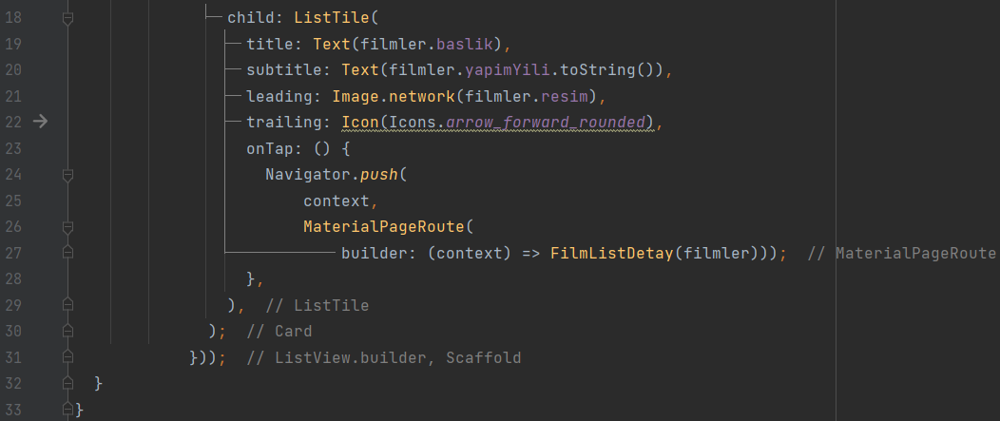 18 child: ListTile(
19 title: Text(filmler.baslik),
20 subtitle: Text(filmler.yapimYili.toString()),
21 leading: Image.network(filmler.resim),
22 trailing: Icon(Icons.arrow_forward_rounded),
23 onTap: () {
24 Navigator.push(
25 context,
26 MaterialPageRoute(
27 builder: (context) => FilmListDetay(filmler))); // MaterialPageRoute
28 },
29 ), // ListTile
30 ); // Card
31 })); // ListView.builder, Scaffold
32 }
33 }